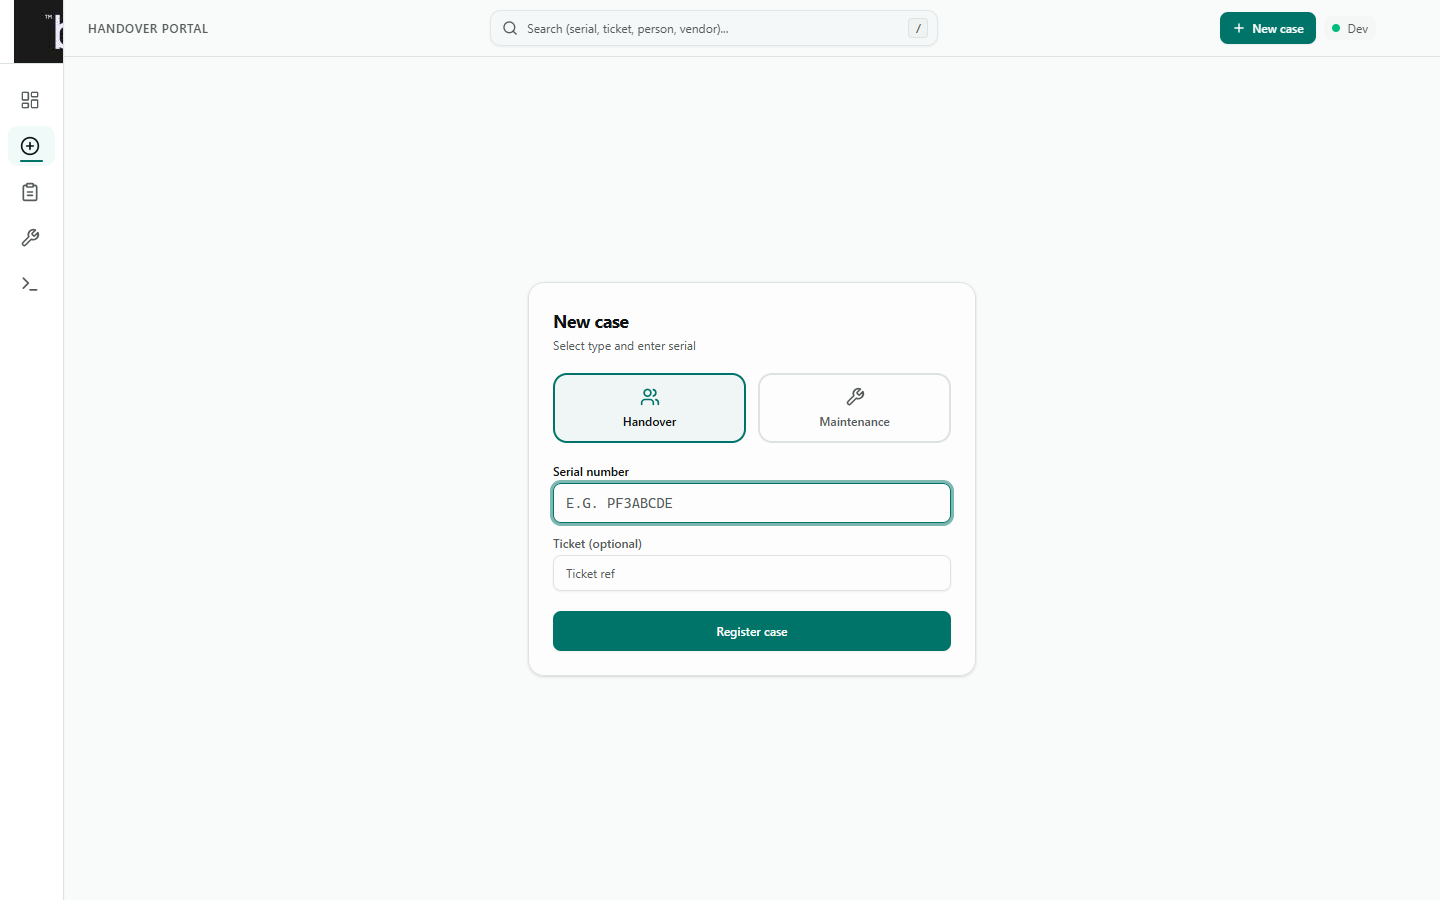 ™b
HANDOVER PORTAL
Search (serial, ticket, person, vendor)...
/
New case
Dev
New case
Select type and enter serial
Handover
Maintenance
Serial number
E.G. PF3ABCDE
Ticket (optional)
Ticket ref
Register case